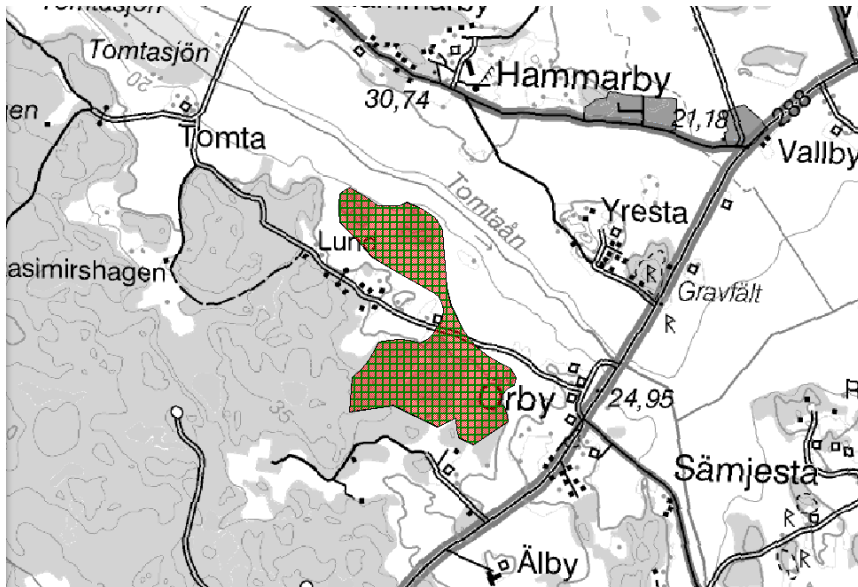 Tomtasjön
Hammarby
30,74
21,18
Tomta
Vallby
Tomtaån
Yresta
Lund
asimirshagen
Gravfält
R
R
Örby
24,95
Sämjesta
35
20
R
R
R
Älby